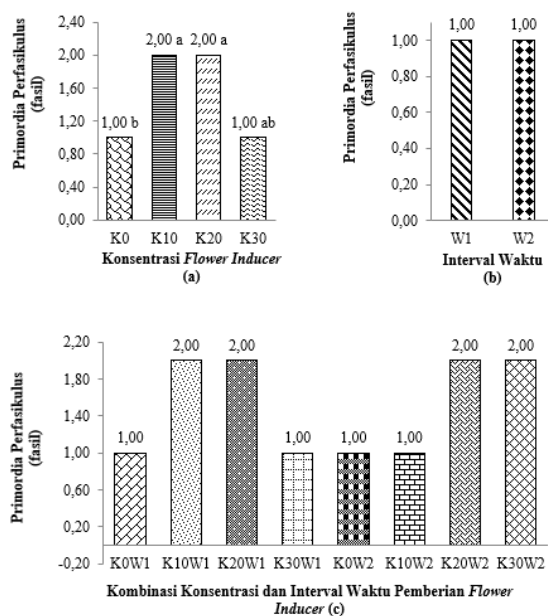 Primordia Perfasikulus
(fasil)
2,40
2,00
1,60
1,20
0,80
0,40
0,00
1,00 b
2,00 a
2,00 a
1,00 ab
K0 K10 K20 K30
Konsentrasi Flower Inducer
(a)
Primordia Perfasikulus
(fasil)
1,00
0,80
0,60
0,40
0,20
0,00
1,00 1,00
W1 W2
Interval Waktu
(b)
Primordia Perfasikulus
(fasil)
2,20
1,80
1,40
1,00
0,60
0,20
-0,20
1,00
2,00
2,00
1,00
1,00
1,00
2,00
2,00
K0W1 K10W1 K20W1 K30W1 K0W2 K10W2 K20W2 K30W2
Kombinasi Konsentrasi dan Interval Waktu Pemberian Flower
Inducer (c)